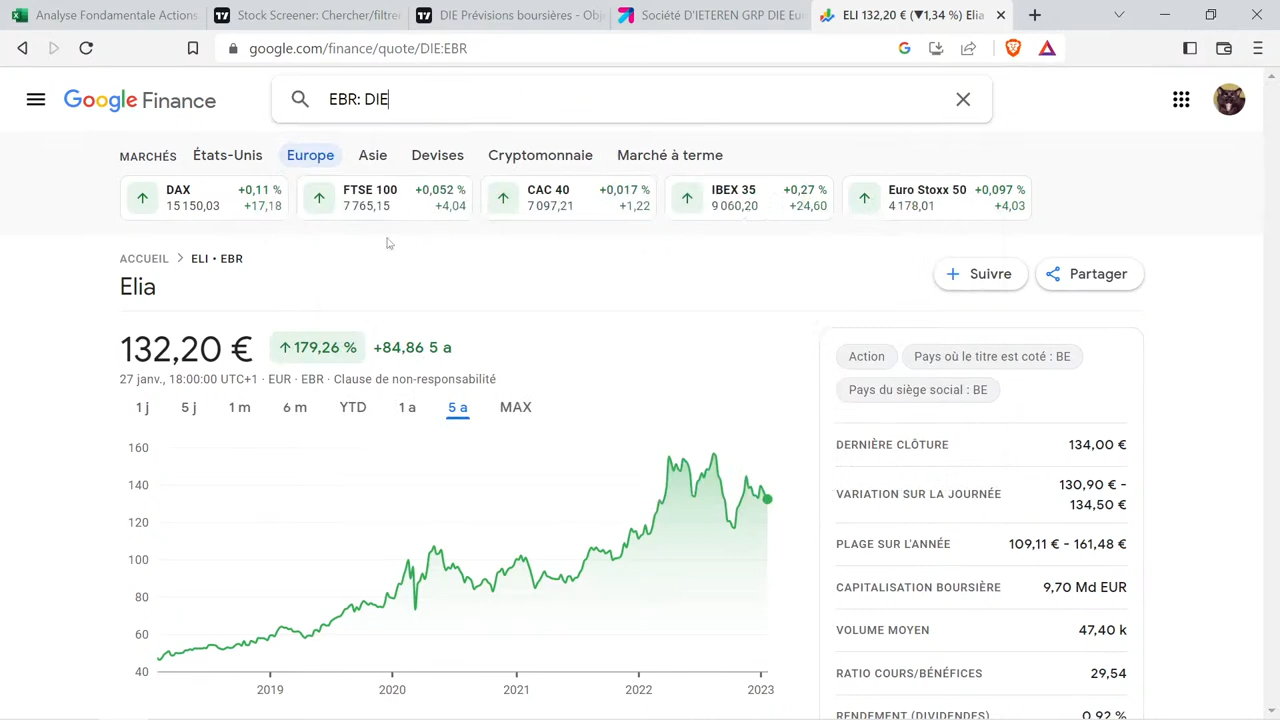 Analyse Fondamentale Actions
Stock Screener: Chercher/filtrer
DIE Prévisions boursières - Obje
Société D'IETEREN GRP DIE Eur
ELI 132,20 € (▼1,34 %) Elia
google.com/finance/quote/DIE:EBR
Google Finance
EBR: DIE
MARCHÉS États-Unis Europe Asie Devises Cryptomonnaie Marché à terme
DAX +0,11 %
15 150,03 +17,18
FTSE 100 +0,052 %
7 765,15 +4,04
CAC 40 +0,017 %
7 097,21 +1,22
IBEX 35 +0,27 %
9 060,20 +24,60
Euro Stoxx 50 +0,097 %
4 178,01 +4,03
ACCUEIL > ELI • EBR
Elia
+ Suivre
Partager
132,20 € ↑ 179,26 % +84,86 5 a
27 janv., 18:00:00 UTC+1 · EUR · EBR · Clause de non-responsabilité
1 j 5 j 1 m 6 m YTD 1 a 5 a MAX
160
140
120
100
80
60
40
2019 2020 2021 2022 2023
Action
Pays où le titre est coté : BE
Pays du siège social : BE
DERNIÈRE CLÔTURE 134,00 €
VARIATION SUR LA JOURNÉE 130,90 € -
134,50 €
PLAGE SUR L'ANNÉE 109,11 € - 161,48 €
CAPITALISATION BOURSIÈRE 9,70 Md EUR
VOLUME MOYEN 47,40 k
RATIO COURS/BÉNÉFICES 29,54
RENDEMENT (DIVIDENDES) 0,92 %